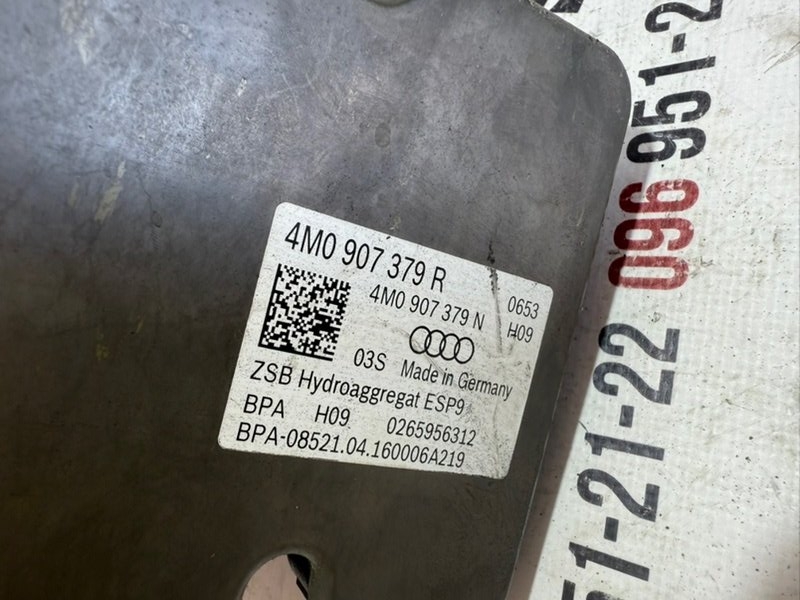 4M0 907 379 R
4M0 907 379 N
0653
H09
03S Made in Germany
ZSB Hydroaggregat ESP9
BPA H09 0265956312
BPA-08521.04.160006A219
096 951-2
51-21-22